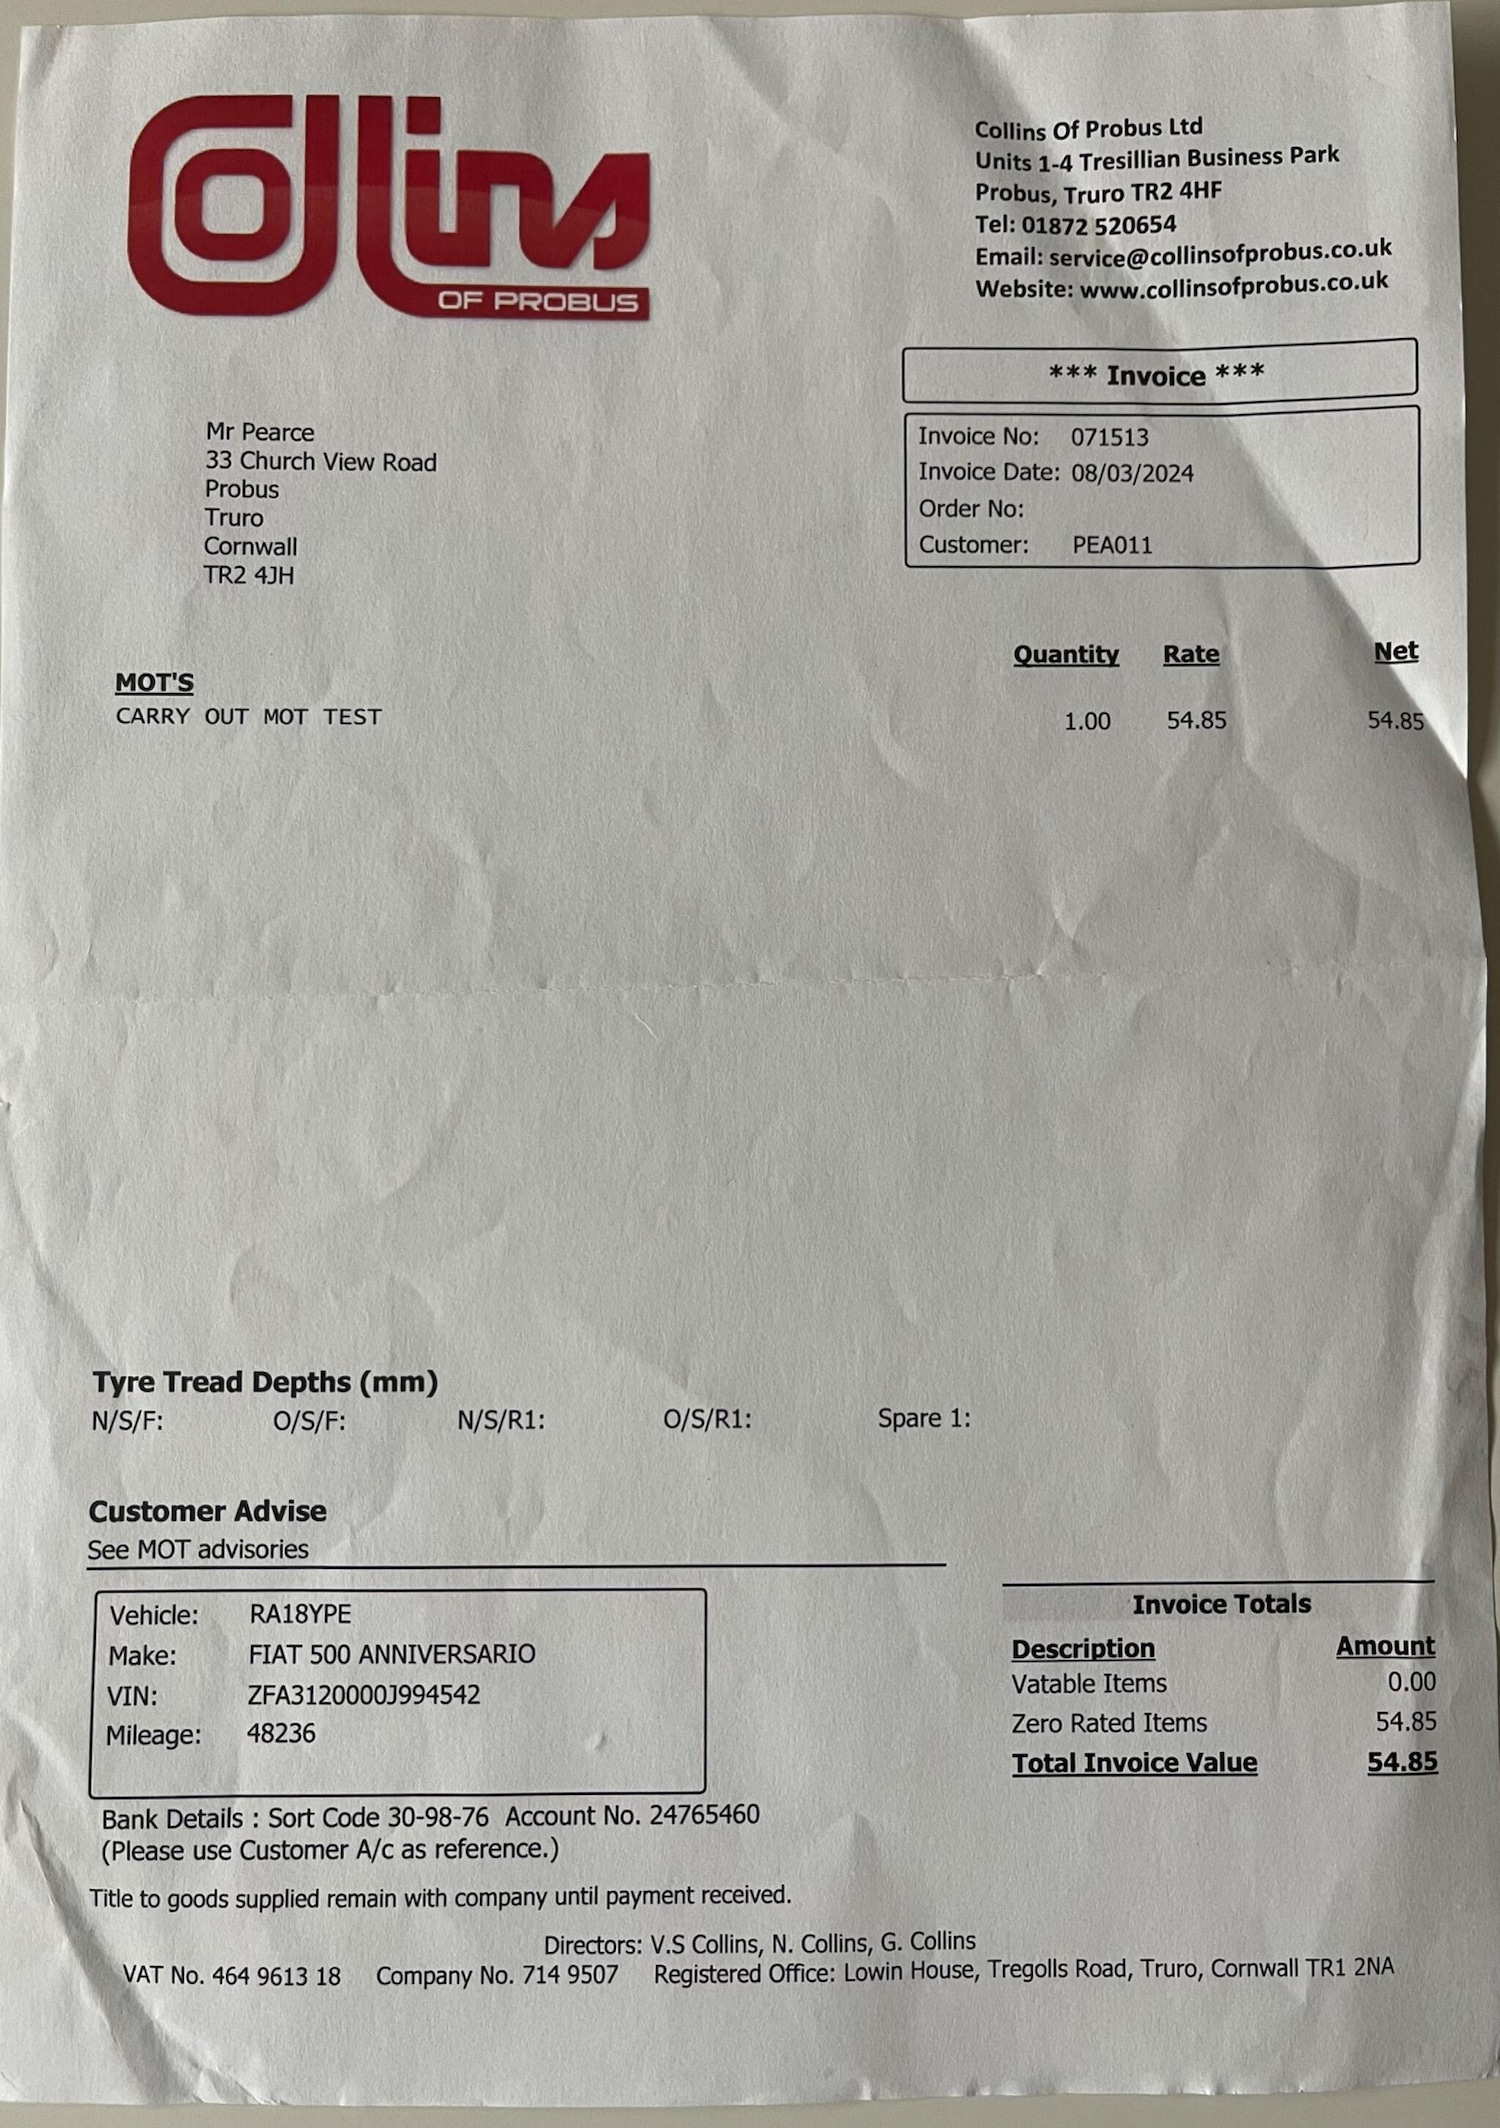 Collins
OF PROBUS
Collins Of Probus Ltd
Units 1-4 Tresillian Business Park
Probus, Truro TR2 4HF
Tel: 01872 520654
Email: service@collinsofprobus.co.uk
Website: www.collinsofprobus.co.uk
*** Invoice ***
Mr Pearce
33 Church View Road
Probus
Truro
Cornwall
TR2 4JH
Invoice No: 071513
Invoice Date: 08/03/2024
Order No:
Customer: PEA011
Quantity Rate Net
MOT'S
CARRY OUT MOT TEST 1.00 54.85 54.85
Tyre Tread Depths (mm)
N/S/F: O/S/F: N/S/R1: O/S/R1: Spare 1:
Customer Advise
See MOT advisories
Vehicle: RA18YPE
Make: FIAT 500 ANNIVERSARIO
VIN: ZFA3120000J994542
Mileage: 48236
Invoice Totals
Description Amount
Vatable Items 0.00
Zero Rated Items 54.85
Total Invoice Value 54.85
Bank Details : Sort Code 30-98-76 Account No. 24765460
(Please use Customer A/c as reference.)
Title to goods supplied remain with company until payment received.
Directors: V.S Collins, N. Collins, G. Collins
VAT No. 464 9613 18 Company No. 714 9507 Registered Office: Lowin House, Tregolls Road, Truro, Cornwall TR1 2NA